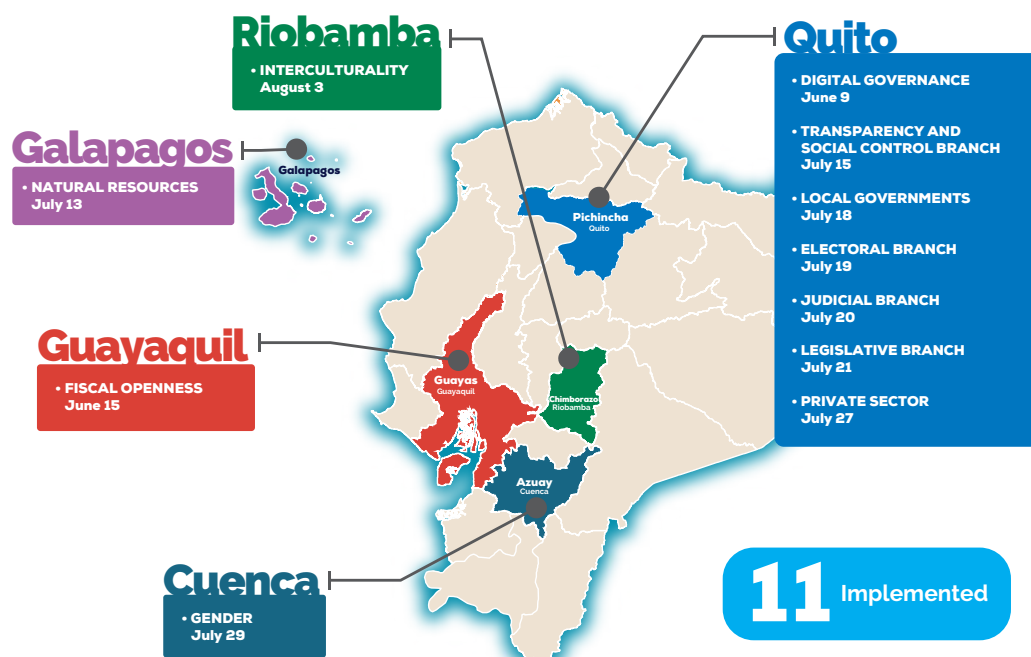 Riobamba
• INTERCULTURALITY
August 3
Quito
• DIGITAL GOVERNANCE
June 9
• TRANSPARENCY AND
SOCIAL CONTROL BRANCH
July 15
• LOCAL GOVERNMENTS
July 18
• ELECTORAL BRANCH
July 19
• JUDICIAL BRANCH
July 20
• LEGISLATIVE BRANCH
July 21
• PRIVATE SECTOR
July 27
Galapagos
• NATURAL RESOURCES
July 13
Galapagos
Pichincha
Quito
Guayaquil
• FISCAL OPENNESS
June 15
Guayas
Guayaquil
Chimborazo
Riobamba
Azuay
Cuenca
Cuenca
• GENDER
July 29
11 Implemented